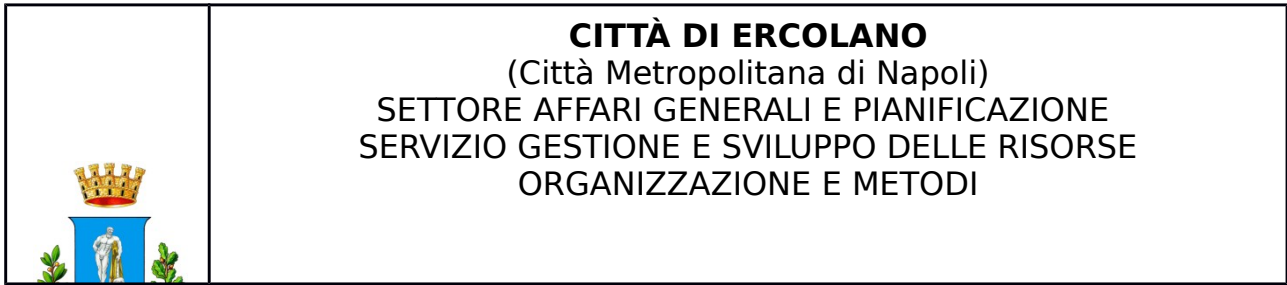 CITTÀ DI ERCOLANO
(Città Metropolitana di Napoli)
SETTORE AFFARI GENERALI E PIANIFICAZIONE
SERVIZIO GESTIONE E SVILUPPO DELLE RISORSE
ORGANIZZAZIONE E METODI